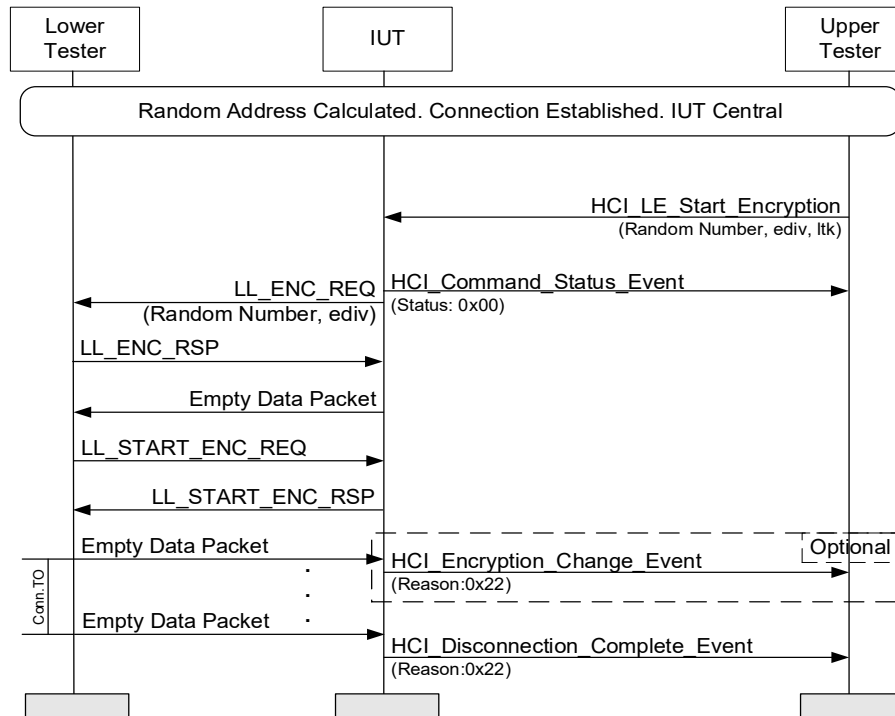 Lower
Tester
IUT
Upper
Tester
Random Address Calculated. Connection Established. IUT Central
HCI_LE_Start_Encryption
(Random Number, ediv, ltk)
LL_ENC_REQ
(Random Number, ediv)
HCI_Command_Status_Event
(Status: 0x00)
LL_ENC_RSP
Empty Data Packet
LL_START_ENC_REQ
LL_START_ENC_RSP
Empty Data Packet
Optional
HCI_Encryption_Change_Event
(Reason:0x22)
Conn.TO
Empty Data Packet
HCI_Disconnection_Complete_Event
(Reason:0x22)